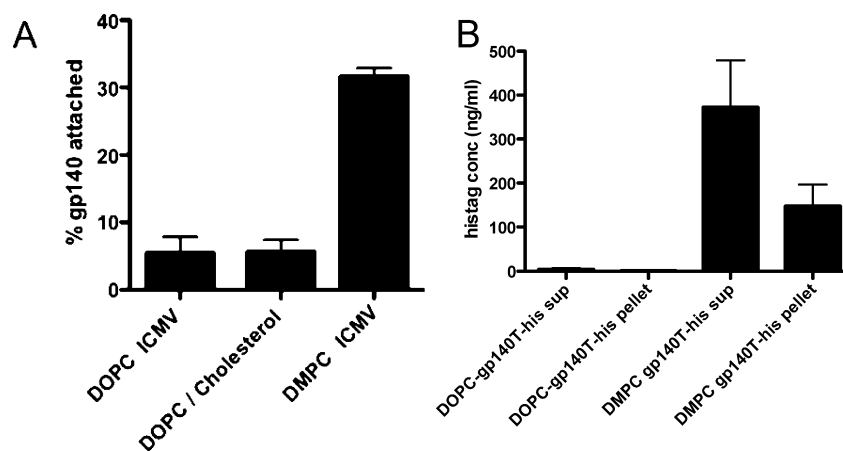 A
% gp140 attached
40
30
20
10
0
DOPC ICMV
DOPC / Cholesterol
DMPC ICMV
B
histag conc (ng/ml)
500
400
300
200
100
0
DOPC-gp140T-his sup
DOPC-gp140T-his pellet
DMPC gp140T-his sup
DMPC gp140T-his pellet